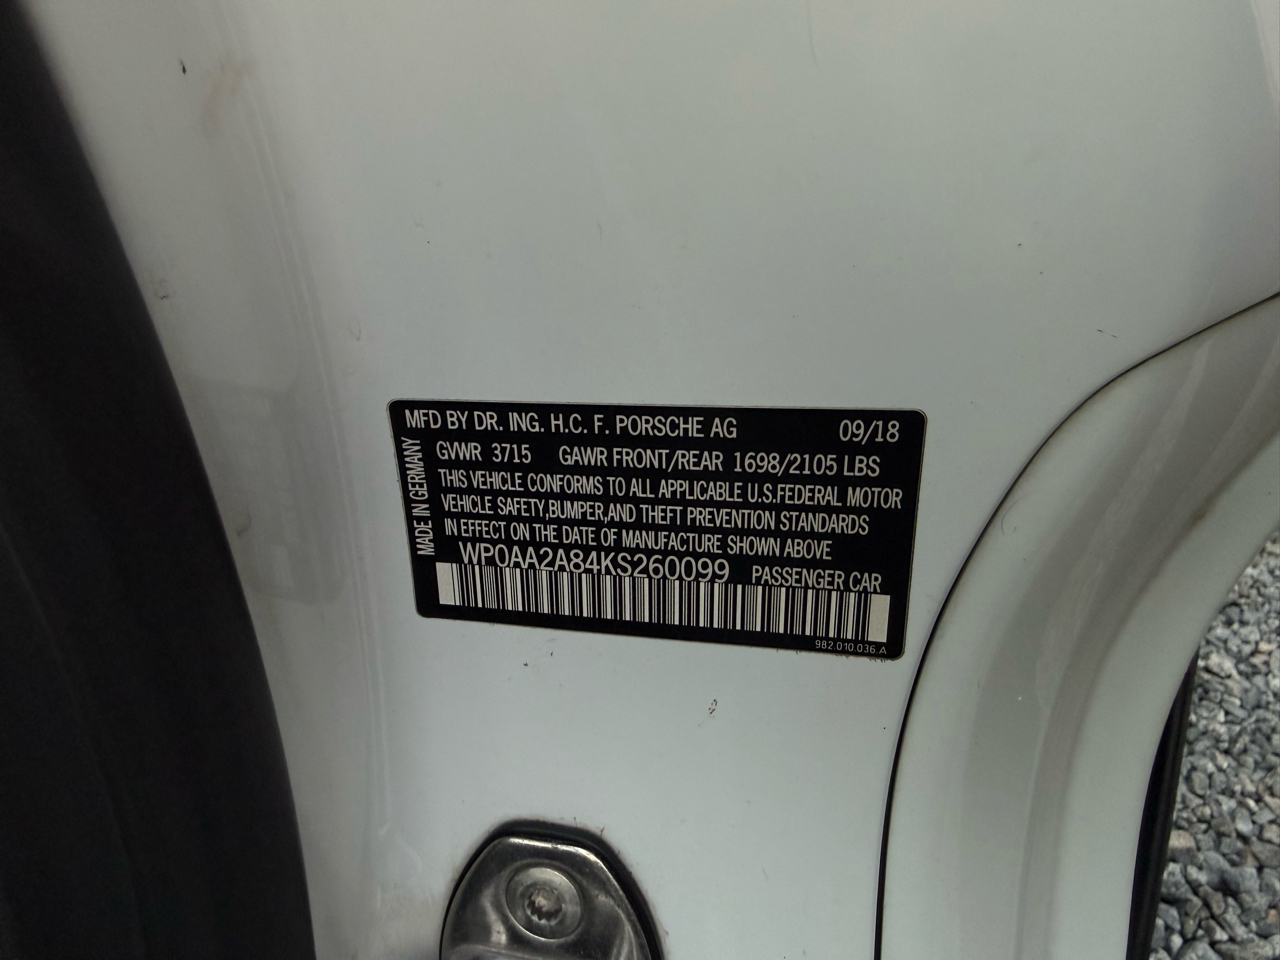 MFD BY DR. ING. H.C. F. PORSCHE AG 09/18
GVWR 3715 GAWR FRONT/REAR 1698/2105 LBS
THIS VEHICLE CONFORMS TO ALL APPLICABLE U.S.FEDERAL MOTOR
VEHICLE SAFETY,BUMPER,AND THEFT PREVENTION STANDARDS
IN EFFECT ON THE DATE OF MANUFACTURE SHOWN ABOVE
WP0AA2A84KS260099 PASSENGER CAR
982.010.036.A
MADE IN GERMANY